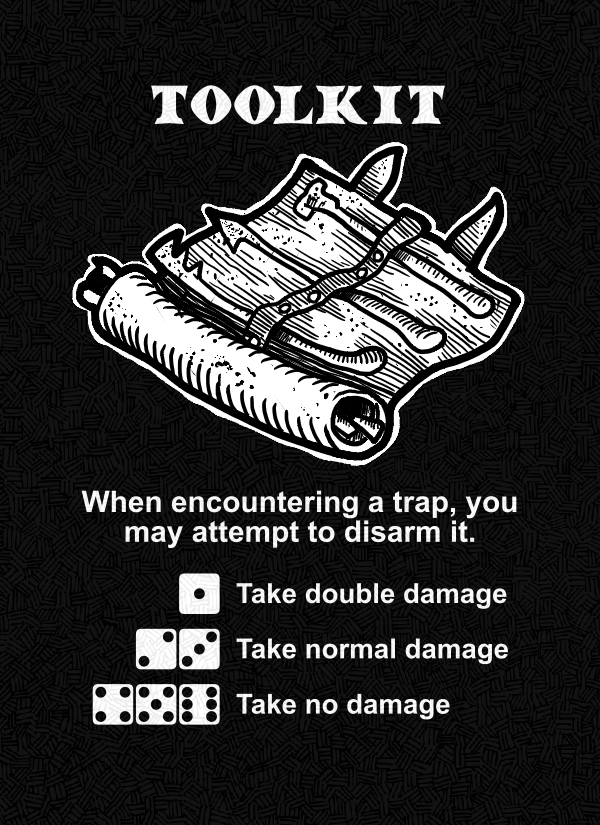 TOOLKIT
When encountering a trap, you
may attempt to disarm it.
Take double damage
Take normal damage
Take no damage